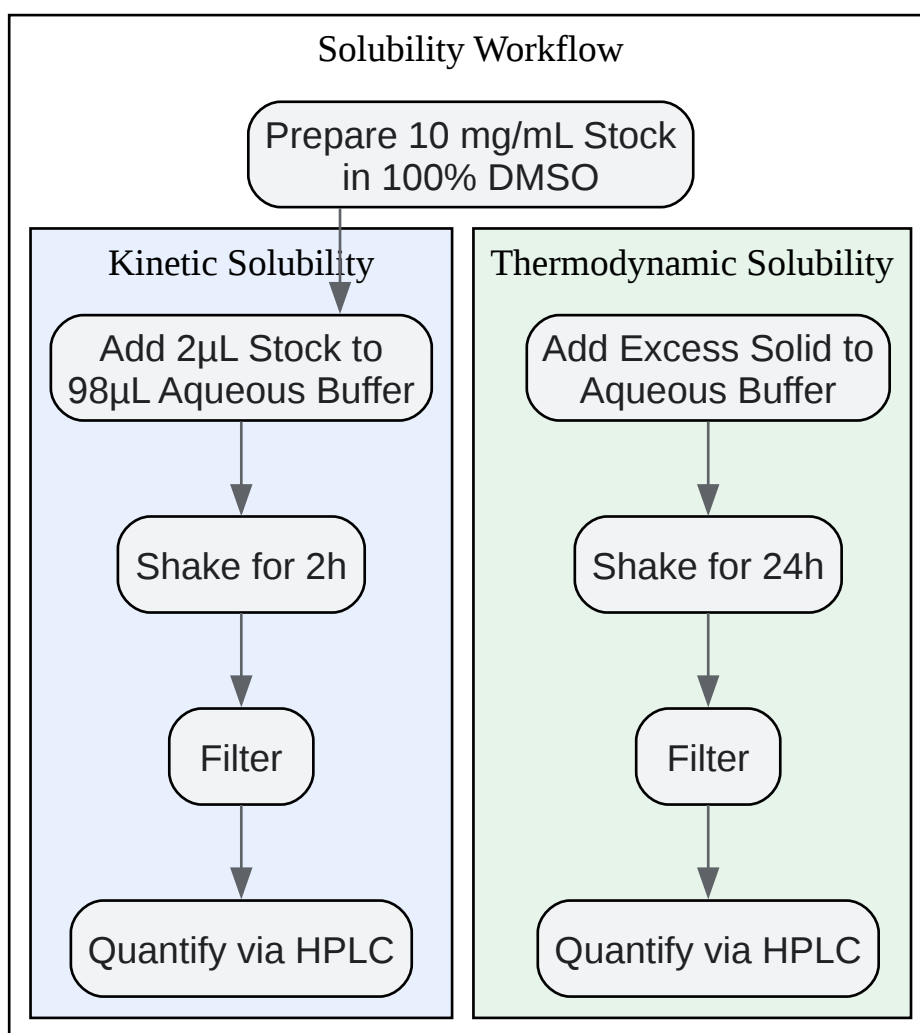 Solubility Workflow
Prepare 10 mg/mL Stock
in 100% DMSO
Kinetic Solubility
Add 2µL Stock to
98µL Aqueous Buffer
Shake for 2h
Filter
Quantify via HPLC
Thermodynamic Solubility
Add Excess Solid to
Aqueous Buffer
Shake for 24h
Filter
Quantify via HPLC